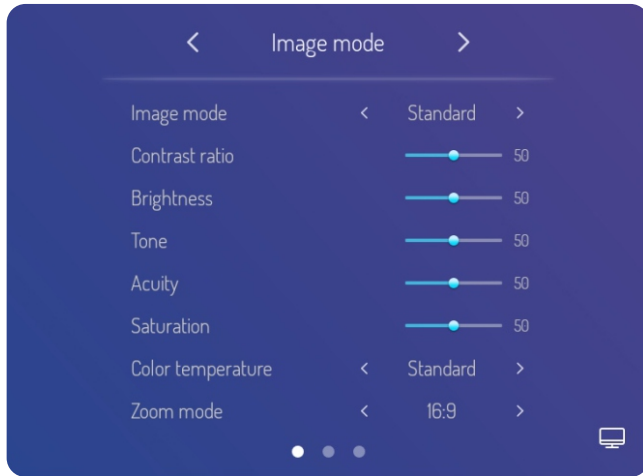 Image mode
Image mode Standard
Contrast ratio 50
Brightness 50
Tone 50
Acuity 50
Saturation 50
Color temperature Standard
Zoom mode 16:9